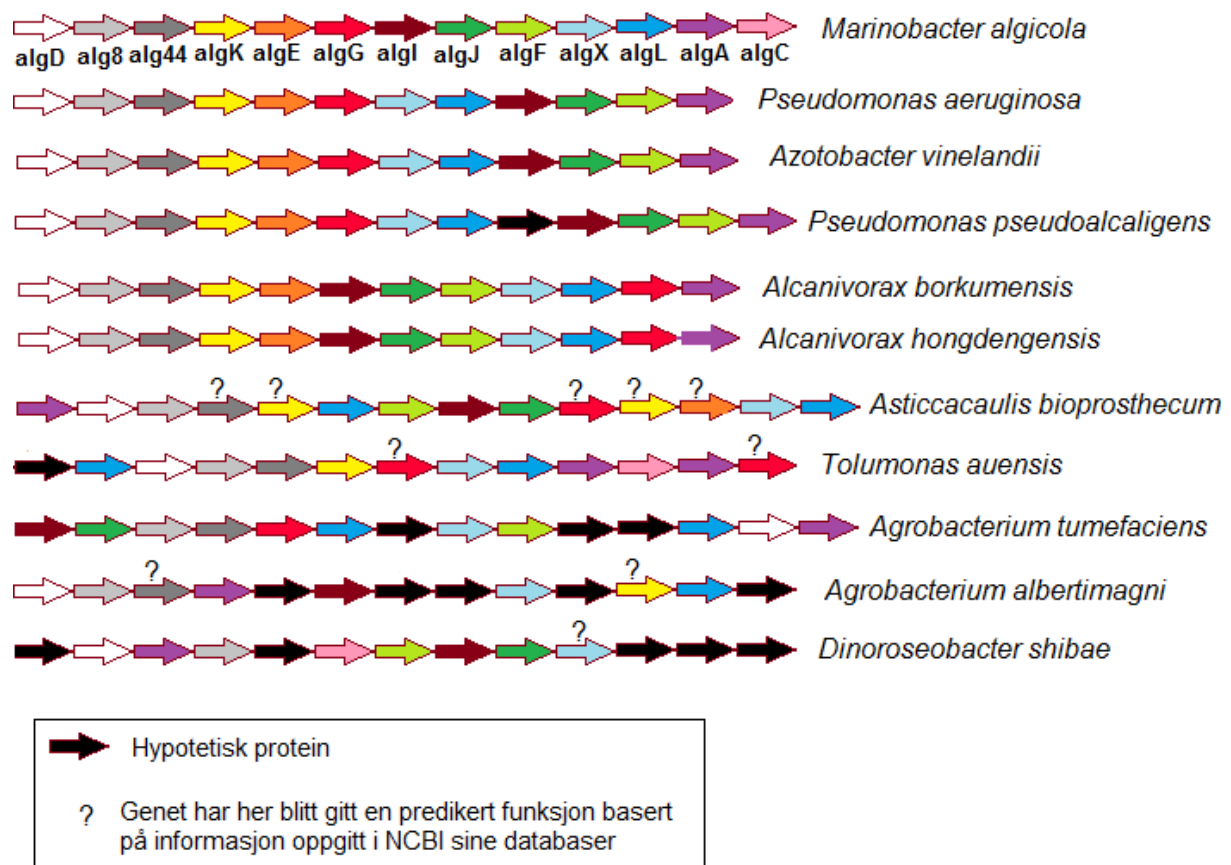 Marinobacter algicola
algD alg8 alg44 algK algE algG algI algJ algF algX algL algA algC
Pseudomonas aeruginosa
Azotobacter vinelandii
Pseudomonas pseudoalcaligens
Alcanivorax borkumensis
Alcanivorax hongdengensis
? ? ? ? ?
Asticcacaulis bioprosthecum
? ?
Tolumonas auensis
Agrobacterium tumefaciens
? ?
Agrobacterium albertimagni
?
Dinoroseobacter shibae
Hypotetisk protein
? Genet har her blitt gitt en predikert funksjon basert
på informasjon oppgitt i NCBI sine databaser